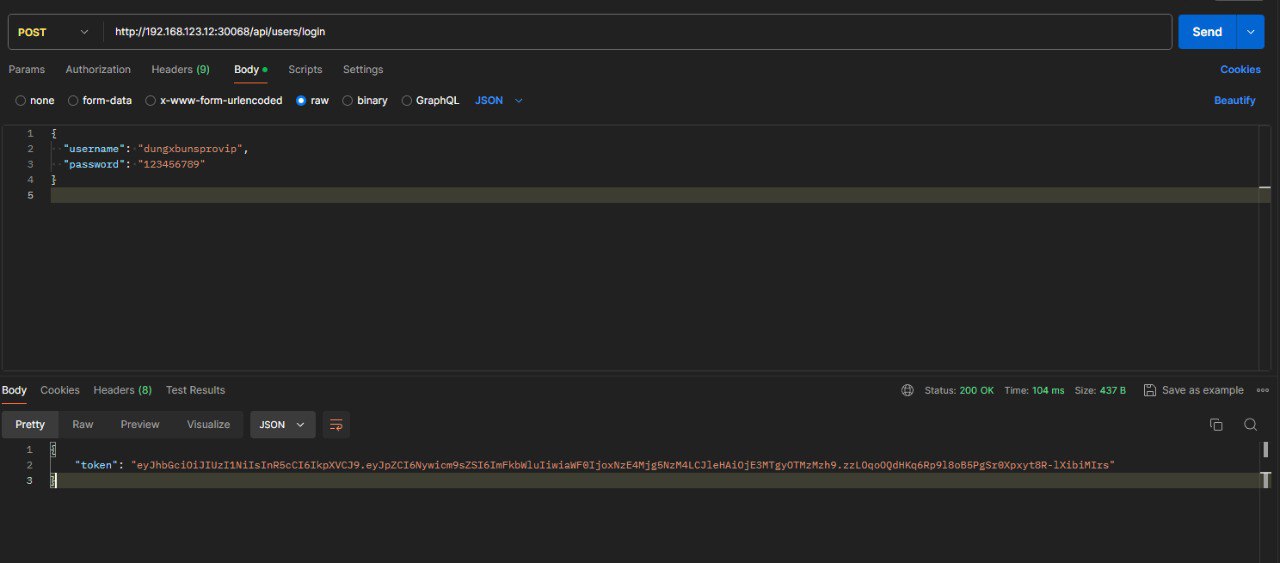 POST http://192.168.123.12:30068/api/users/login Send
Params Authorization Headers (9) Body Scripts Settings Cookies
none form-data x-www-form-urlencoded raw binary GraphQL JSON Beautify
1 {
2 "username": "dungxbunsprovip",
3 "password": "123456789"
4 }
5
Body Cookies Headers (8) Test Results Status: 200 OK Time: 104 ms Size: 437 B Save as example
Pretty Raw Preview Visualize JSON
1 {
2 "token": "eyJhbGciOiJIUzI1NiIsInR5cCI6IkpXVCJ9.eyJpZCI6Nywicm9sZSI6ImFkbWluIiwiaWF0IjoxNzE4Mjg5NzM4LCJleHAiOjE3MTgyOTMzMzh9.zzLOqoOQdHKq6Rp9l8oB5PgSr0Xpxyt8R-lXibiMIrs"
3 }